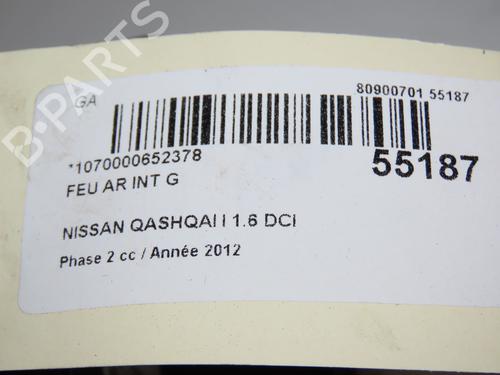 B-PARTS
GA
80900701 55187
*1070000652378
55187
FEU AR INT G
NISSAN QASHQAI I 1.6 DCI
Phase 2 cc / Année 2012